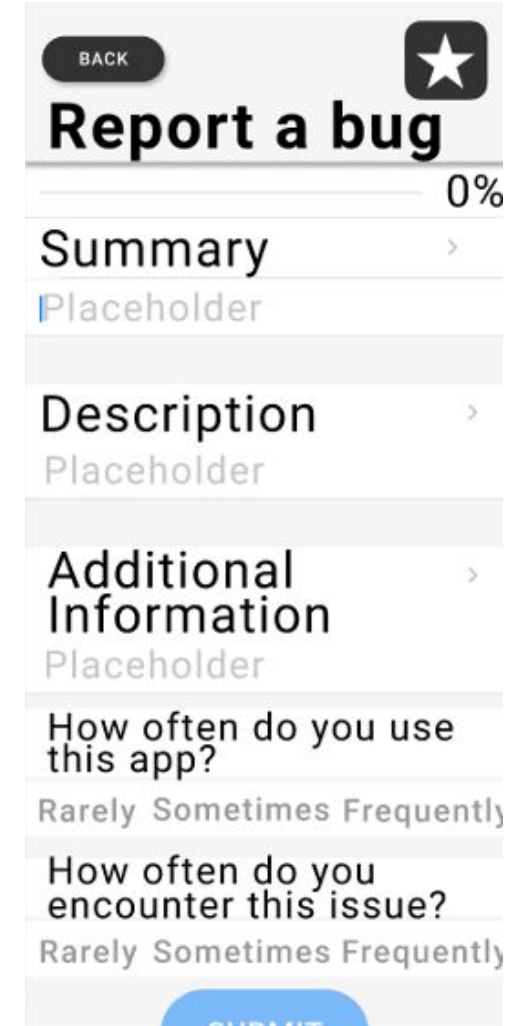 BACK
Report a bug
0%
Summary
Placeholder
Description
Placeholder
Additional
Information
Placeholder
How often do you use
this app?
Rarely Sometimes Frequently
How often do you
encounter this issue?
Rarely Sometimes Frequently
SUBMIT